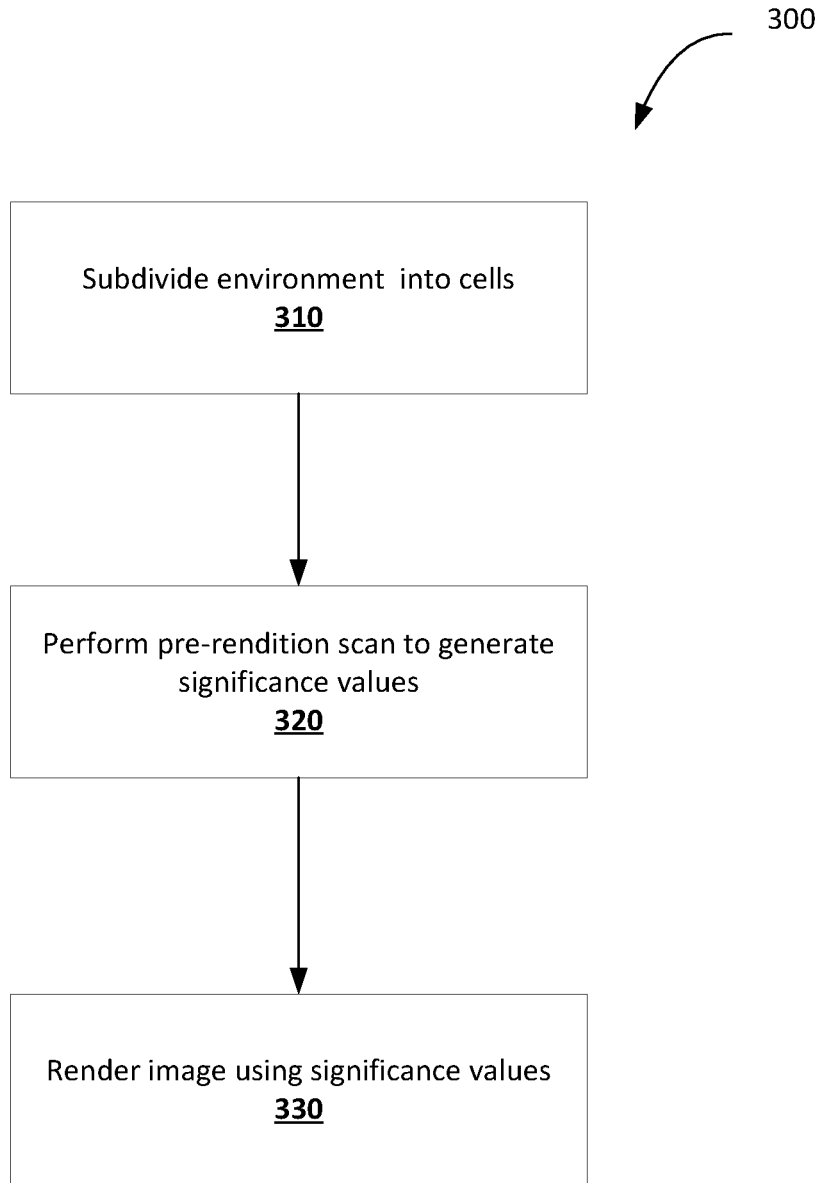 300
Subdivide environment  into cells
310
Perform pre-rendition scan to generate
significance values
320
Render image using significance values
330